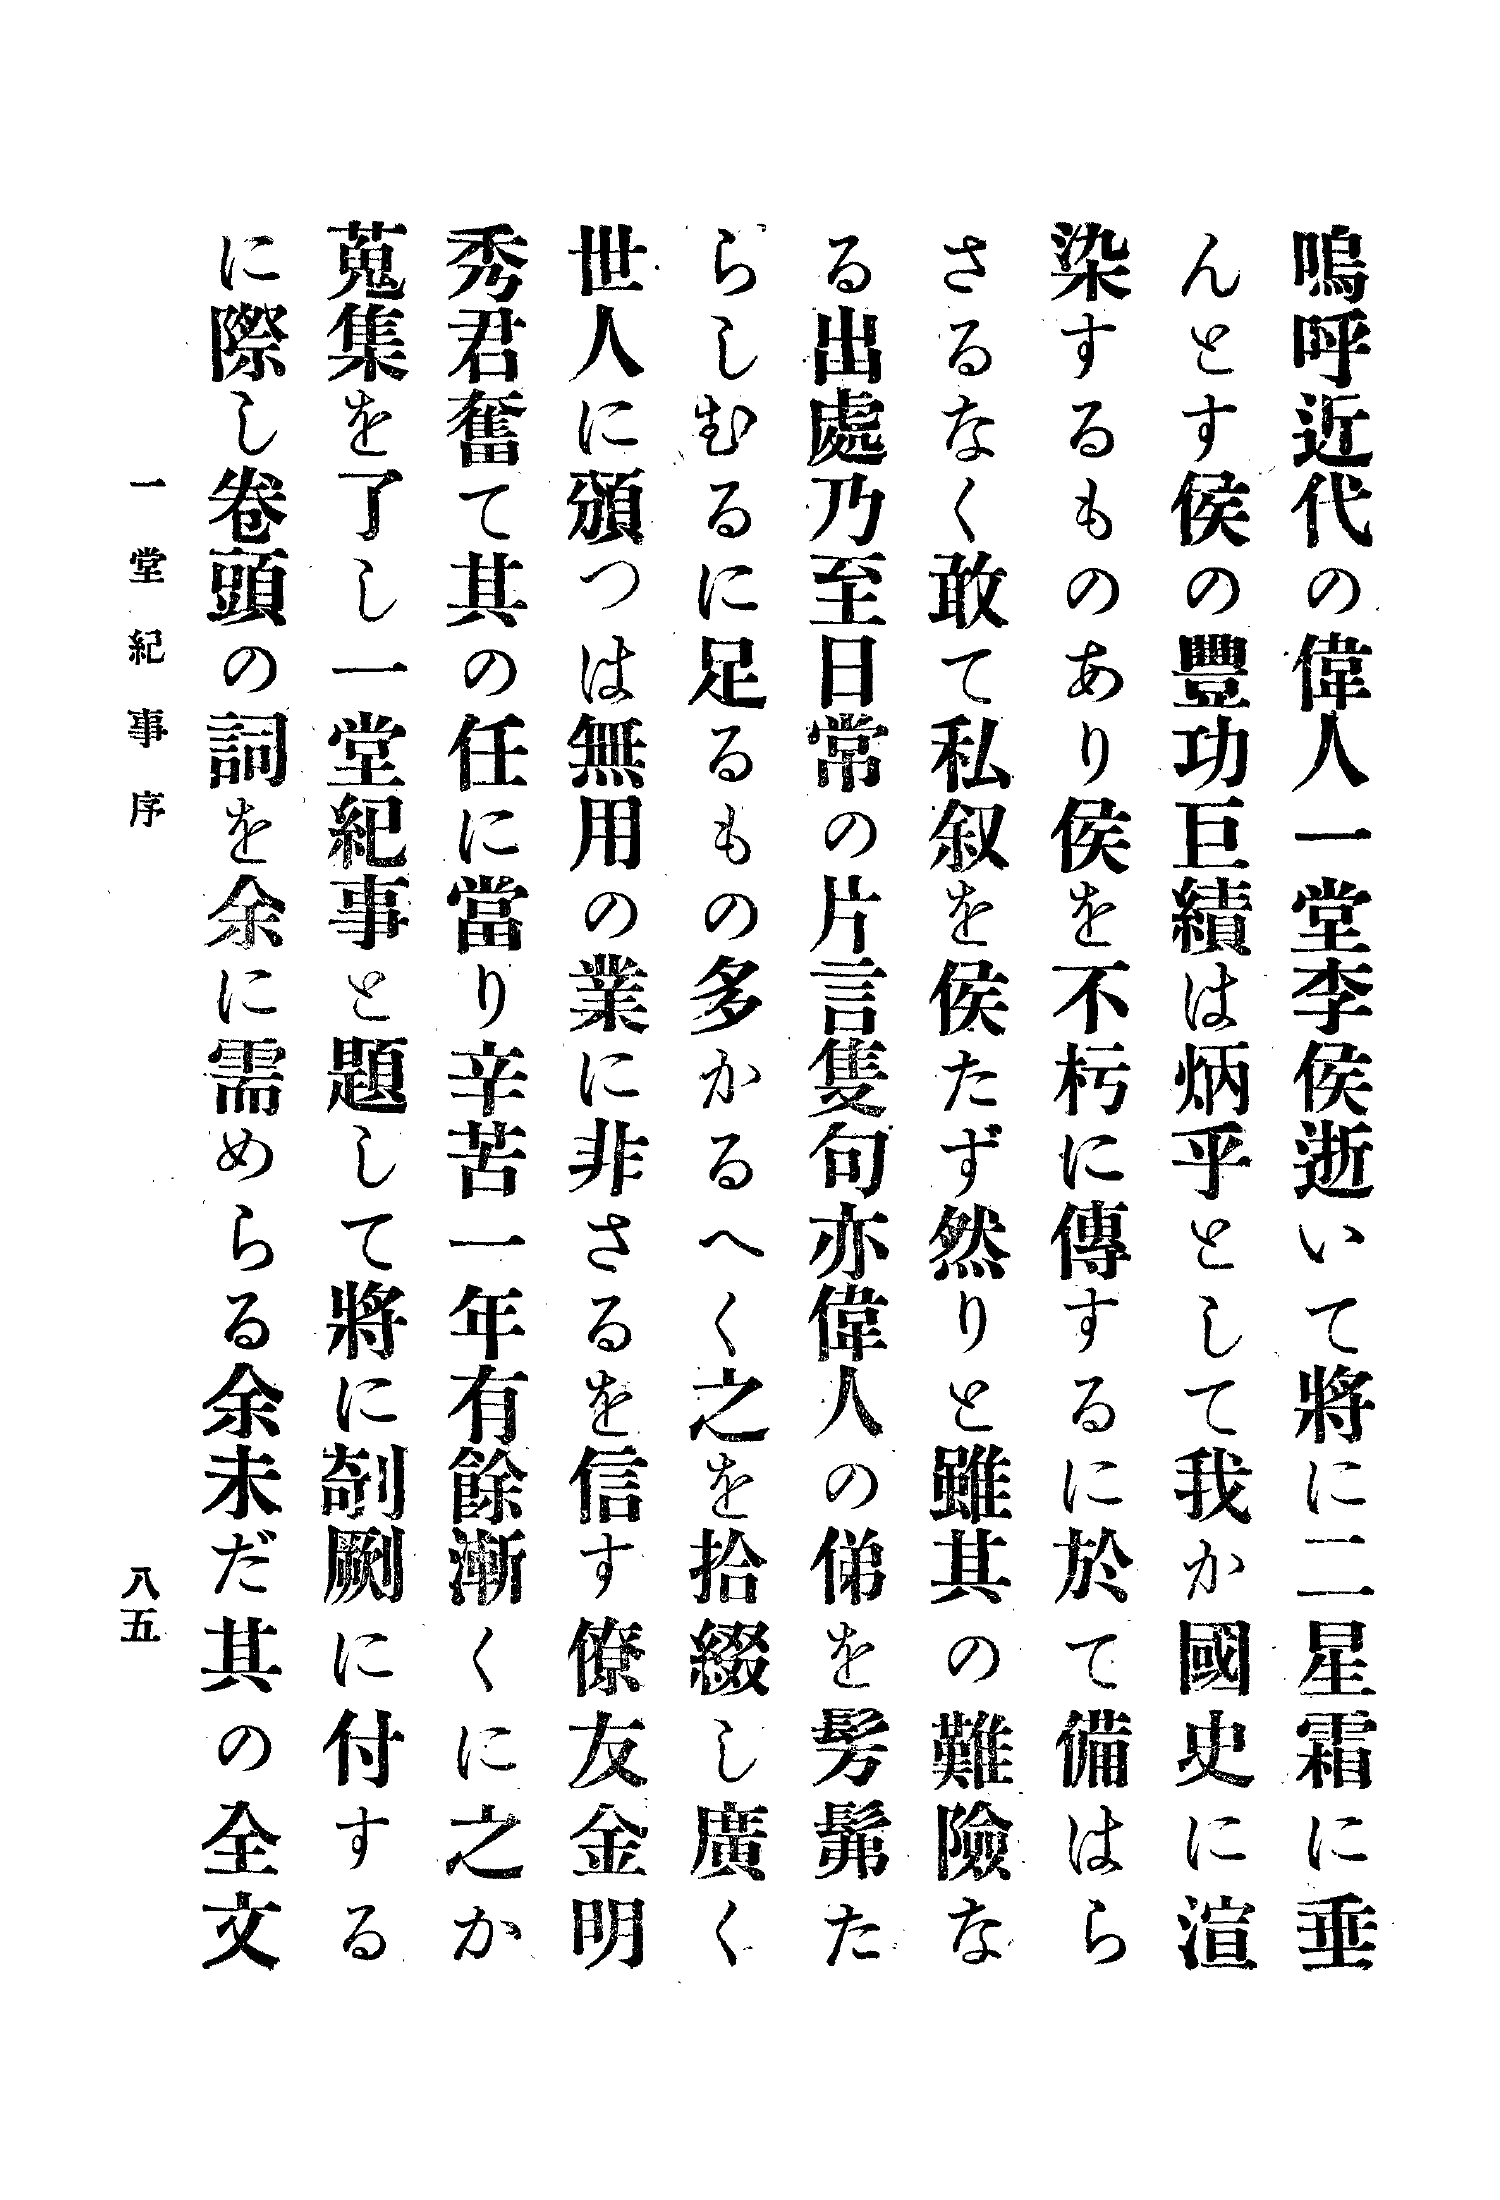 嗚呼近代の偉人一堂李侯逝いて將に二星霜に垂
んとす侯の豐功巨績は炳乎として我か國史に渲
染するものあり侯を不朽に傳するに於て備はら
さるなく敢て私叙を侯たず然りと雖其の難險な
る出處乃至日常の片言隻句亦偉人の俤を髣髴た
らしむるに足るもの多かるへく之を拾綴し廣く
世人に頒つは無用の業に非さるを信す僚友金明
秀君奮て其の任に當り辛苦一年有餘漸くに之か
蒐集を了し一堂紀事と題して將に剞劂に付する
に際し卷頭の詞を余に需めらる余未だ其の全文
一堂紀事序
八五